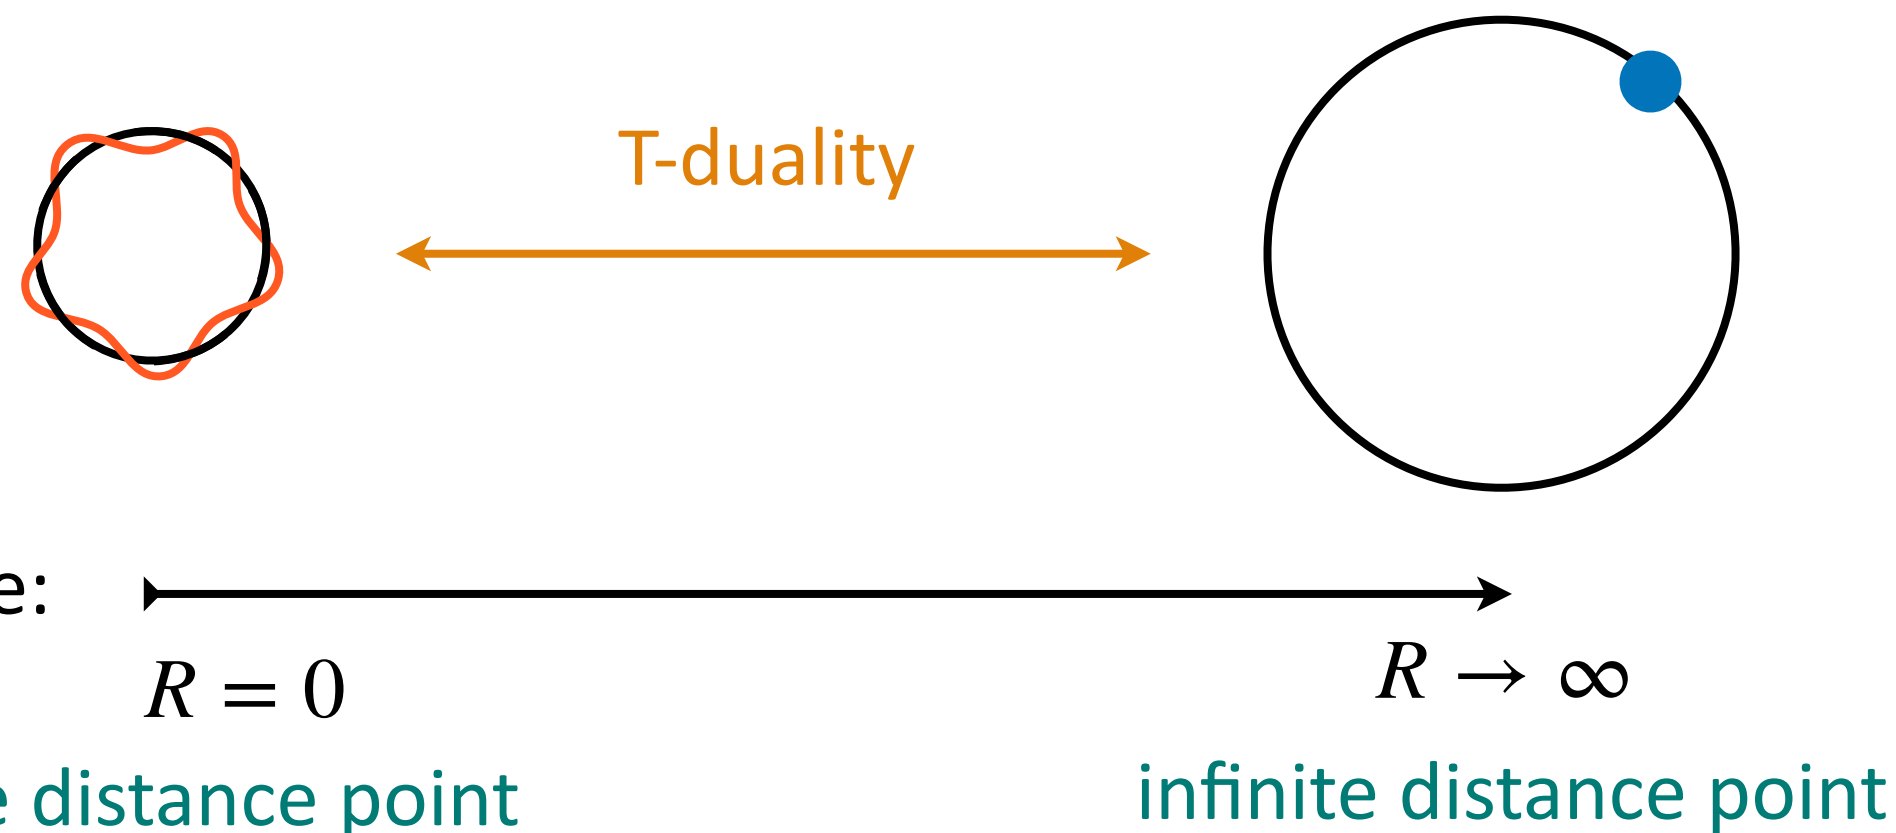 T-duality
e:
R = 0
R → ∞
e distance point
infinite distance point